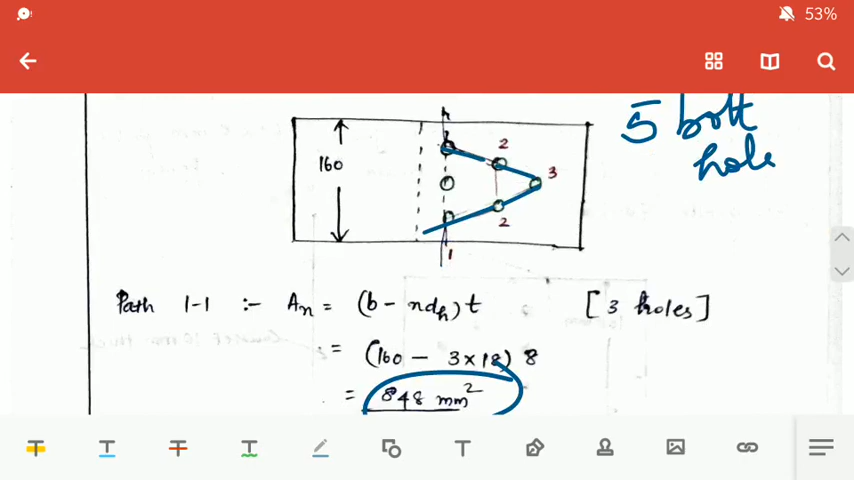 53%
5 bolt
hole
1
2
160
3
2
1
Path 1-1 :- An = (b - ndh) t [3 holes]
= (160 - 3 x 18) 8
= 848 mm²
T T T T T